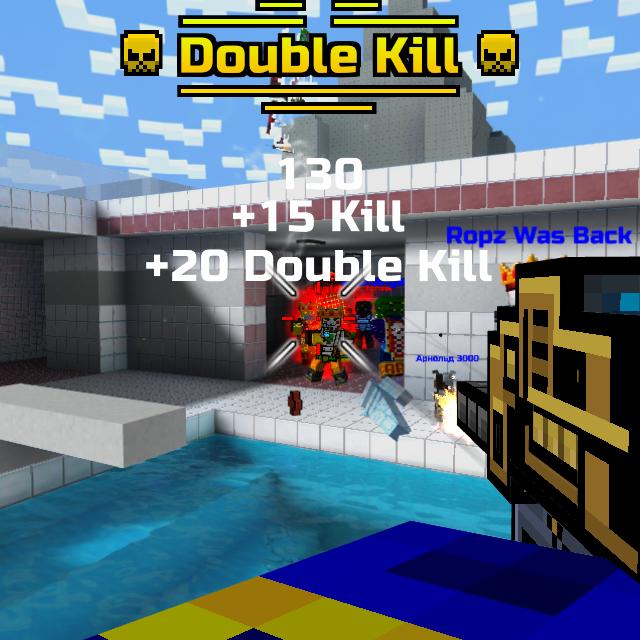 Double Kill
130
+15 Kill
Ropz Was Back
+20 Double Kill
Арнольд 3000